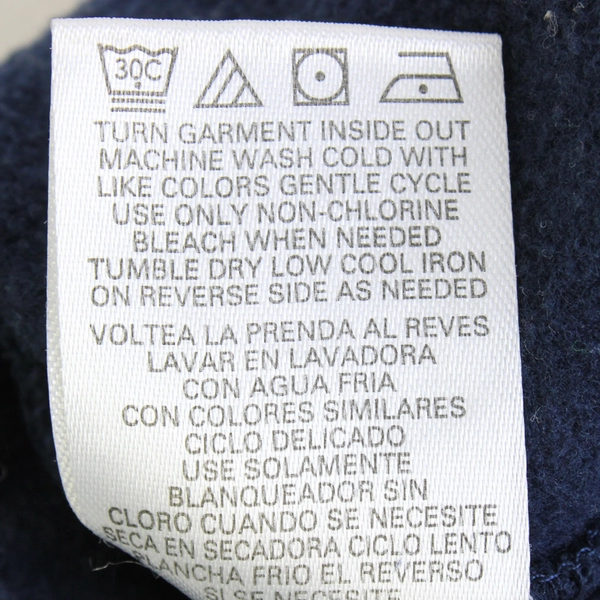 30C
TURN GARMENT INSIDE OUT
MACHINE WASH COLD WITH
LIKE COLORS GENTLE CYCLE
USE ONLY NON-CHLORINE
BLEACH WHEN NEEDED
TUMBLE DRY LOW COOL IRON
ON REVERSE SIDE AS NEEDED
VOLTEA LA PRENDA AL REVES
LAVAR EN LAVADORA
CON AGUA FRIA
CON COLORES SIMILARES
CICLO DELICADO
USE SOLAMENTE
BLANQUEADOR SIN
CLORO CUANDO SE NECESITE
SECA EN SECADORA CICLO LENTO
PLANCHA FRIO EL REVERSO
SI SE NECESITE